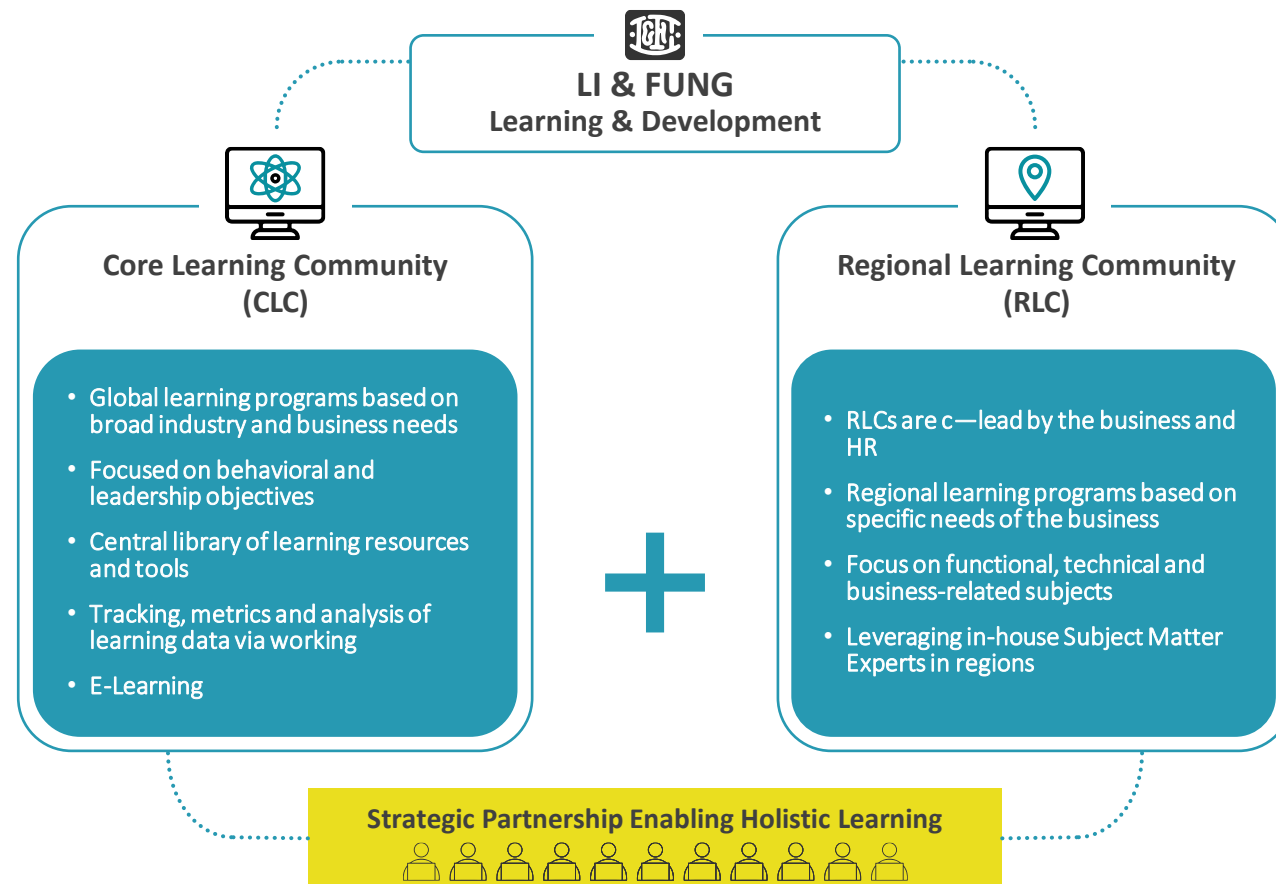 LI & FUNG
Learning & Development
Core Learning Community
(CLC)
• Global learning programs based on
broad industry and business needs
• Focused on behavioral and
leadership objectives
• Central library of learning resources
and tools
• Tracking, metrics and analysis of
learning data via working
• E-Learning
Regional Learning Community
(RLC)
• RLCs are c—lead by the business and
HR
• Regional learning programs based on
specific needs of the business
• Focus on functional, technical and
business-related subjects
• Leveraging in-house Subject Matter
Experts in regions
Strategic Partnership Enabling Holistic Learning